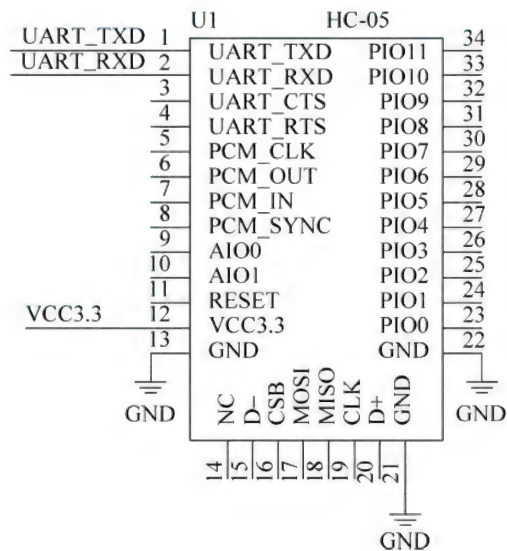 U1 HC-05
UART_TXD 1 UART_TXD PIO11 34
UART_RXD 2 UART_RXD PIO10 33
3 UART_CTS PIO9 32
4 UART_RTS PIO8 31
5 PCM_CLK PIO7 30
6 PCM_OUT PIO6 29
7 PCM_IN PIO5 28
8 PCM_SYNC PIO4 27
9 AIO0 PIO3 26
10 AIO1 PIO2 25
11 RESET PIO1 24
VCC3.3 12 VCC3.3 PIO0 23
13 GND GND 22
GND GND
NC D− CSB MOSI MISO CLK D+ GND
14 15 16 17 18 19 20 21
GND